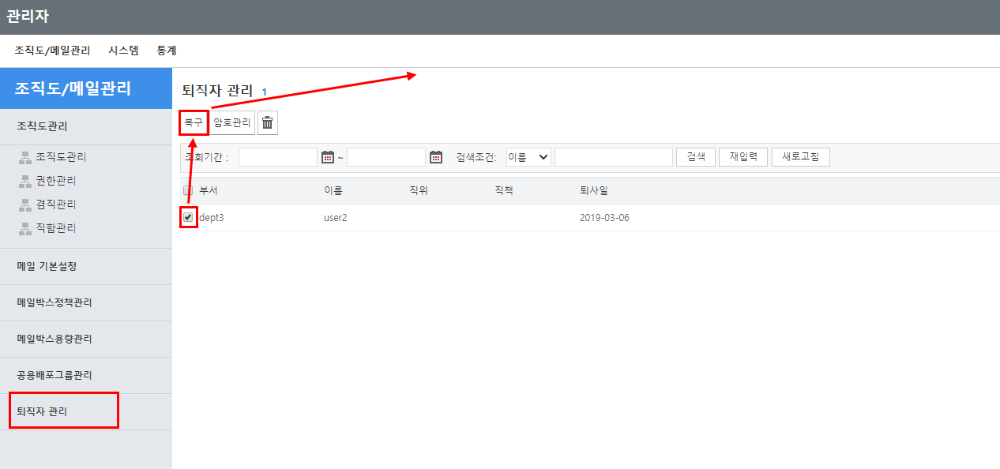 관리자
조직도/메일관리 시스템 통계
조직도/메일관리
조직도관리
조직도관리
권한관리
겸직관리
직함관리
메일 기본설정
메일박스정책관리
메일박스용량관리
공용배포그룹관리
퇴직자 관리
퇴직자 관리 1
복구 암호관리
조회기간 : ~ 검색조건: 이름 검색 재입력 새로고침
부서 이름 직위 직책 퇴사일
dept3 user2 2019-03-06